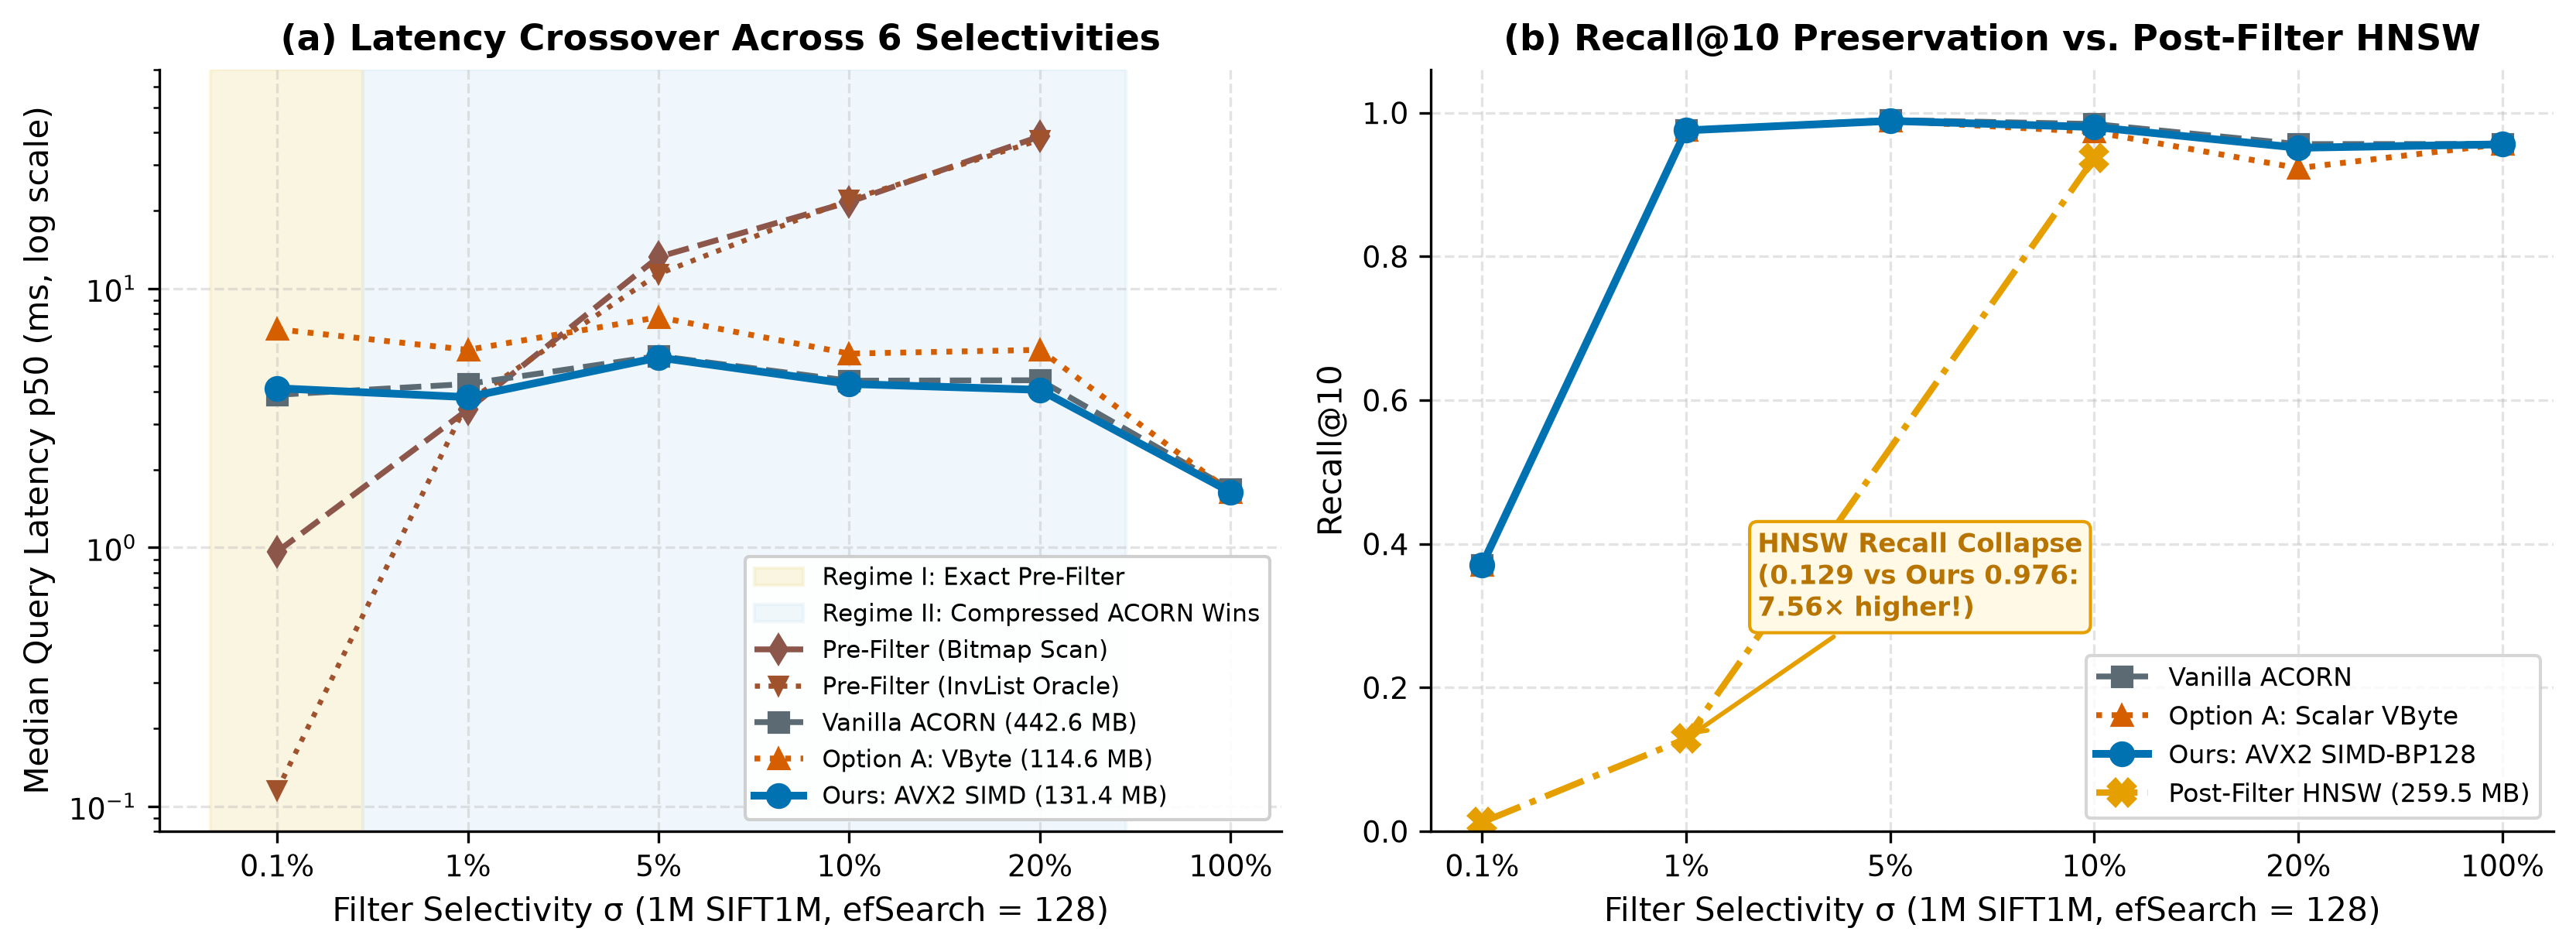 (a) Latency Crossover Across 6 Selectivities
Median Query Latency p50 (ms, log scale)
10¹
10⁰
10⁻¹
0.1%
1%
5%
10%
20%
100%
Filter Selectivity σ (1M SIFT1M, efSearch = 128)
Regime I: Exact Pre-Filter
Regime II: Compressed ACORN Wins
Pre-Filter (Bitmap Scan)
Pre-Filter (InvList Oracle)
Vanilla ACORN (442.6 MB)
Option A: VByte (114.6 MB)
Ours: AVX2 SIMD (131.4 MB)
(b) Recall@10 Preservation vs. Post-Filter HNSW
Recall@10
1.0
0.8
0.6
0.4
0.2
0.0
0.1%
1%
5%
10%
20%
100%
Filter Selectivity σ (1M SIFT1M, efSearch = 128)
HNSW Recall Collapse
(0.129 vs Ours 0.976:
7.56× higher!)
Vanilla ACORN
Option A: Scalar VByte
Ours: AVX2 SIMD-BP128
Post-Filter HNSW (259.5 MB)